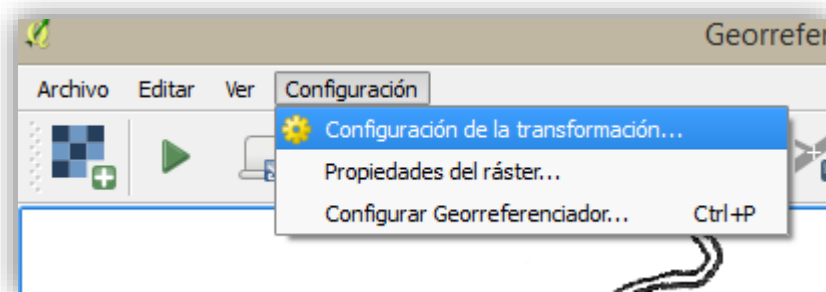 Georrefer
Archivo Editar Ver Configuración
Configuración de la transformación...
Propiedades del ráster...
Configurar Georreferenciador... Ctrl+P